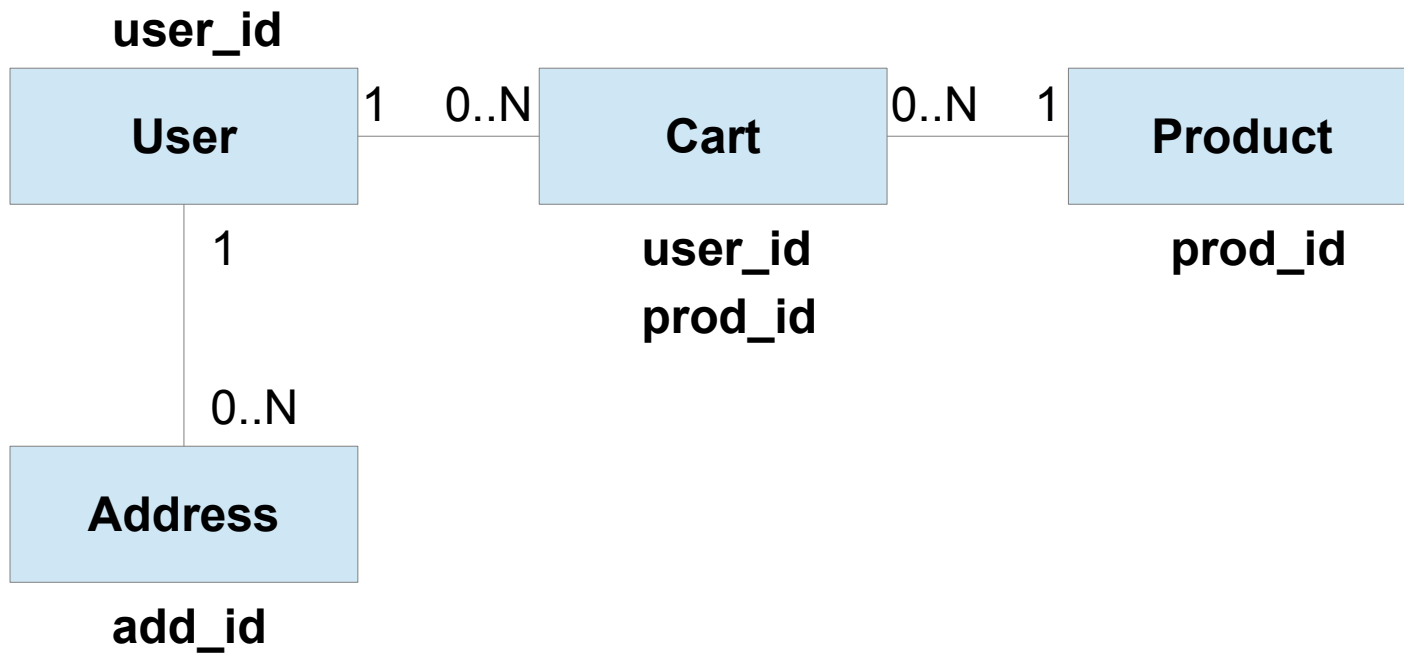 user_id
User
1
0..N
Cart
0..N
1
Product
1
user_id
prod_id
prod_id
0..N
Address
add_id